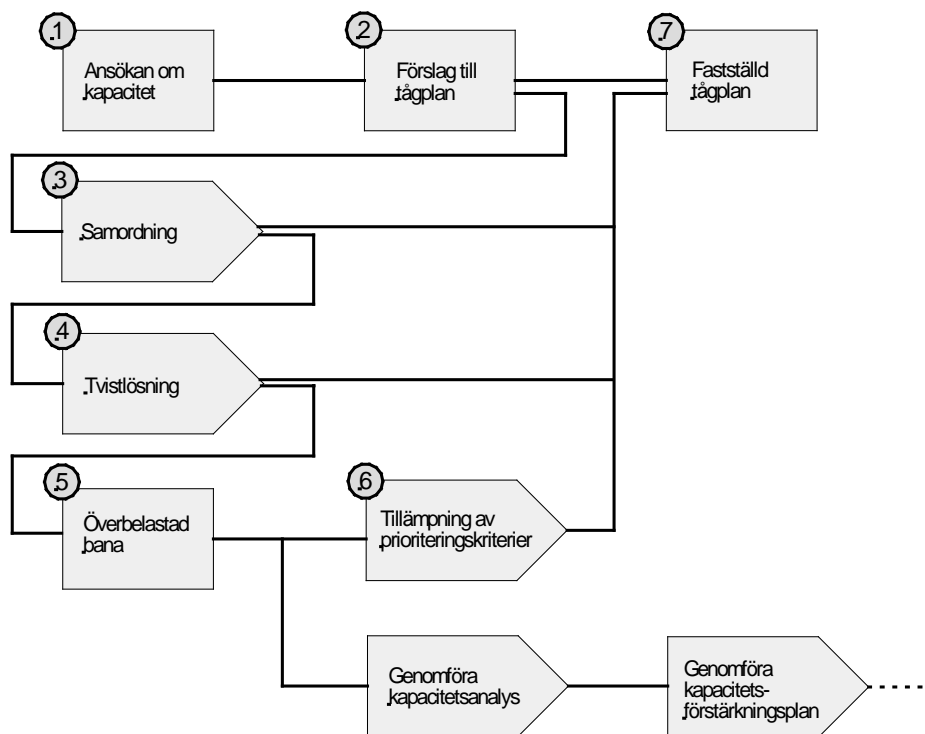 1
Ansökan om
kapacitet
2
Förslag till
tågplan
7
Fastställd
tågplan
3
Samordning
4
Tvistlösning
5
Överbelastad
bana
6
Tillämpning av
prioriteringskriterier
Genomföra
kapacitetsanalys
Genomföra
kapacitets-
förstärkningsplan